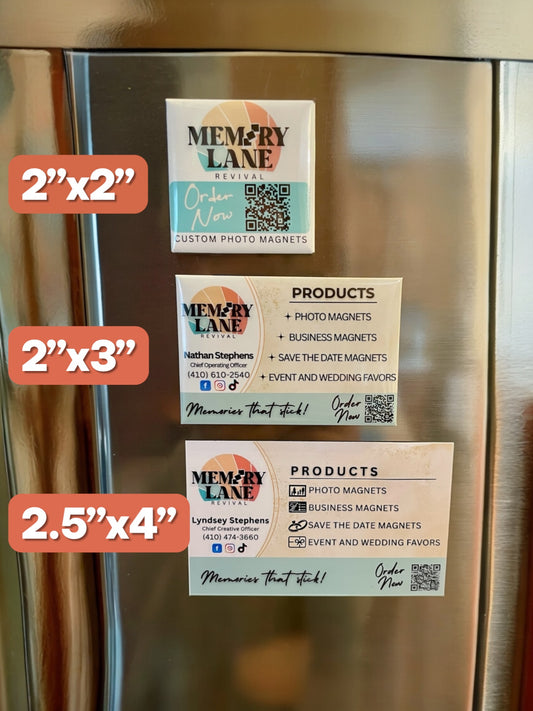 2”x2”
MEMORY
LANE
REVIVAL
Order
Now
CUSTOM PHOTO MAGNETS
2”x3”
MEMORY
LANE
REVIVAL
Nathan Stephens
Chief Operating Officer
(410) 610-2540
PRODUCTS
PHOTO MAGNETS
BUSINESS MAGNETS
SAVE THE DATE MAGNETS
EVENT AND WEDDING FAVORS
Memories that stick!
Order
Now
2.5”x4”
MEMORY
LANE
REVIVAL
Lyndsey Stephens
Chief Creative Officer
(410) 474-3660
PRODUCTS
PHOTO MAGNETS
BUSINESS MAGNETS
SAVE THE DATE MAGNETS
EVENT AND WEDDING FAVORS
Memories that stick!
Order
Now